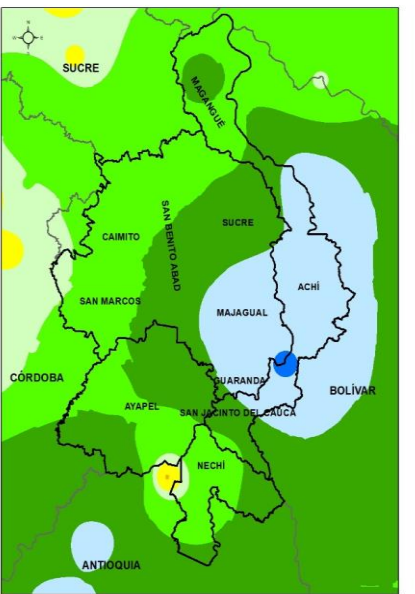 N
SUCRE
MAGANGUÉ
SAN BENITO ABAD
SUCRE
CAIMITO
ACHÍ
SAN MARCOS
MAJAGUAL
CÓRDOBA
GUARANDA
BOLÍVAR
AYAPEL
SAN JACINTO DEL CAUCA
NECHÍ
ANTIOQUIA